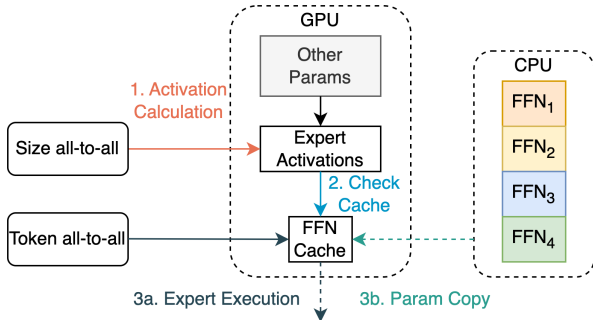 GPU
Other
Params
CPU
1. Activation
Calculation
FFN1
Size all-to-all
Expert
Activations
FFN2
2. Check
Cache
FFN3
Token all-to-all
FFN
Cache
FFN4
3a. Expert Execution
3b. Param Copy